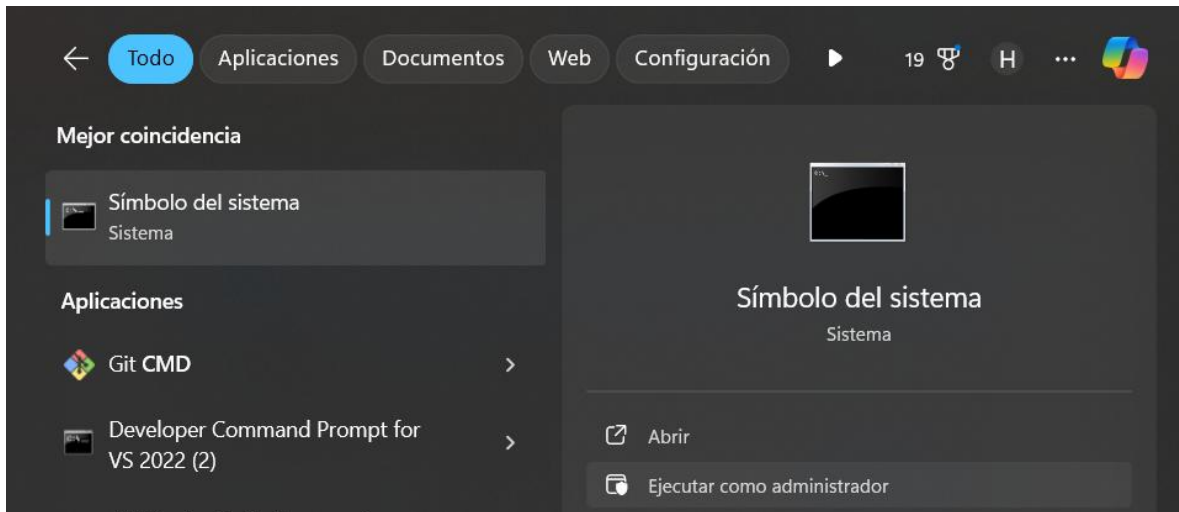 Todo Aplicaciones Documentos Web Configuración 19 H ...
Mejor coincidencia
Símbolo del sistema
Sistema
Aplicaciones
Git CMD
Developer Command Prompt for
VS 2022 (2)
Símbolo del sistema
Sistema
Abrir
Ejecutar como administrador